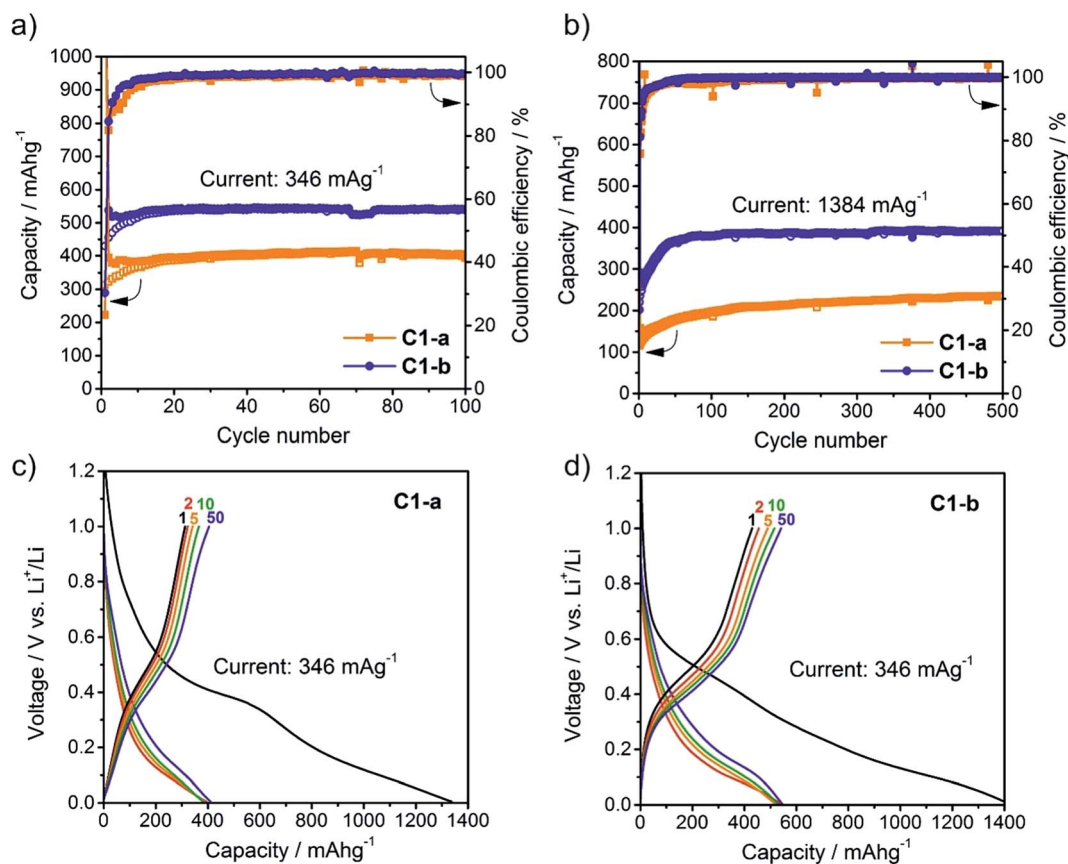 a)
b)
1000
900
800
700
600
500
400
300
200
100
0
Capacity / mAhg⁻¹
100
80
60
40
20
0
Coulombic efficiency / %
Current: 346 mAg⁻¹
C1-a
C1-b
0 20 40 60 80 100
Cycle number
800
700
600
500
400
300
200
100
0
Capacity / mAhg⁻¹
100
80
60
40
20
0
Coulombic efficiency / %
Current: 1384 mAg⁻¹
C1-a
C1-b
0 100 200 300 400 500
Cycle number
c)
d)
1.2
1.0
0.8
0.6
0.4
0.2
0.0
Voltage / V vs. Li⁺/Li
C1-a
1 2 5 10 50
Current: 346 mAg⁻¹
0 200 400 600 800 1000 1200 1400
Capacity / mAhg⁻¹
1.2
1.0
0.8
0.6
0.4
0.2
0.0
Voltage / V vs. Li⁺/Li
C1-b
1 2 5 10 50
Current: 346 mAg⁻¹
0 200 400 600 800 1000 1200 1400
Capacity / mAhg⁻¹